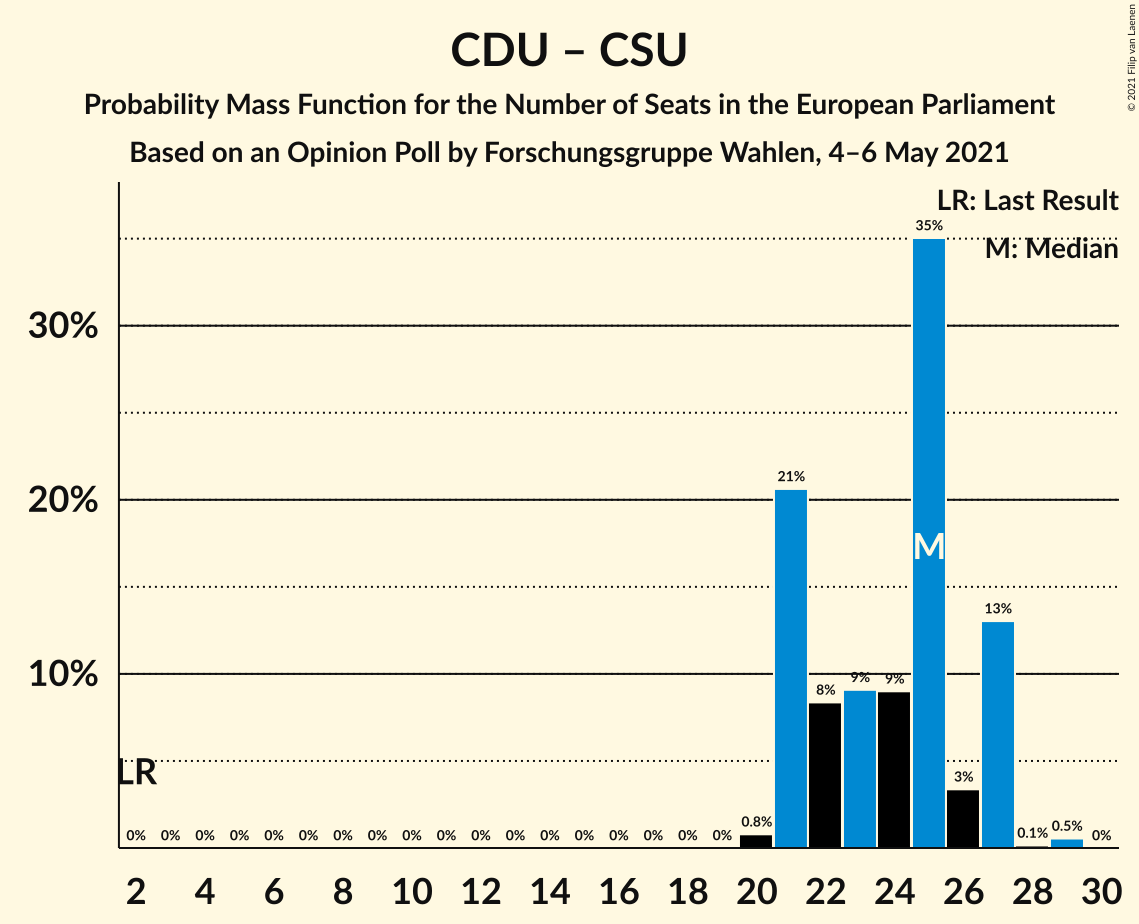 CDU – CSU
Probability Mass Function for the Number of Seats in the European Parliament
Based on an Opinion Poll by Forschungsgruppe Wahlen, 4–6 May 2021
© 2021 Filip van Laenen
LR: Last Result
M: Median
35%
30%
21%
20%
M
13%
10%
8%
9%
9%
3%
LR
0% 0% 0% 0% 0% 0% 0% 0% 0% 0% 0% 0% 0% 0% 0% 0% 0% 0% 0.8% 0.1% 0.5% 0%
2 4 6 8 10 12 14 16 18 20 22 24 26 28 30